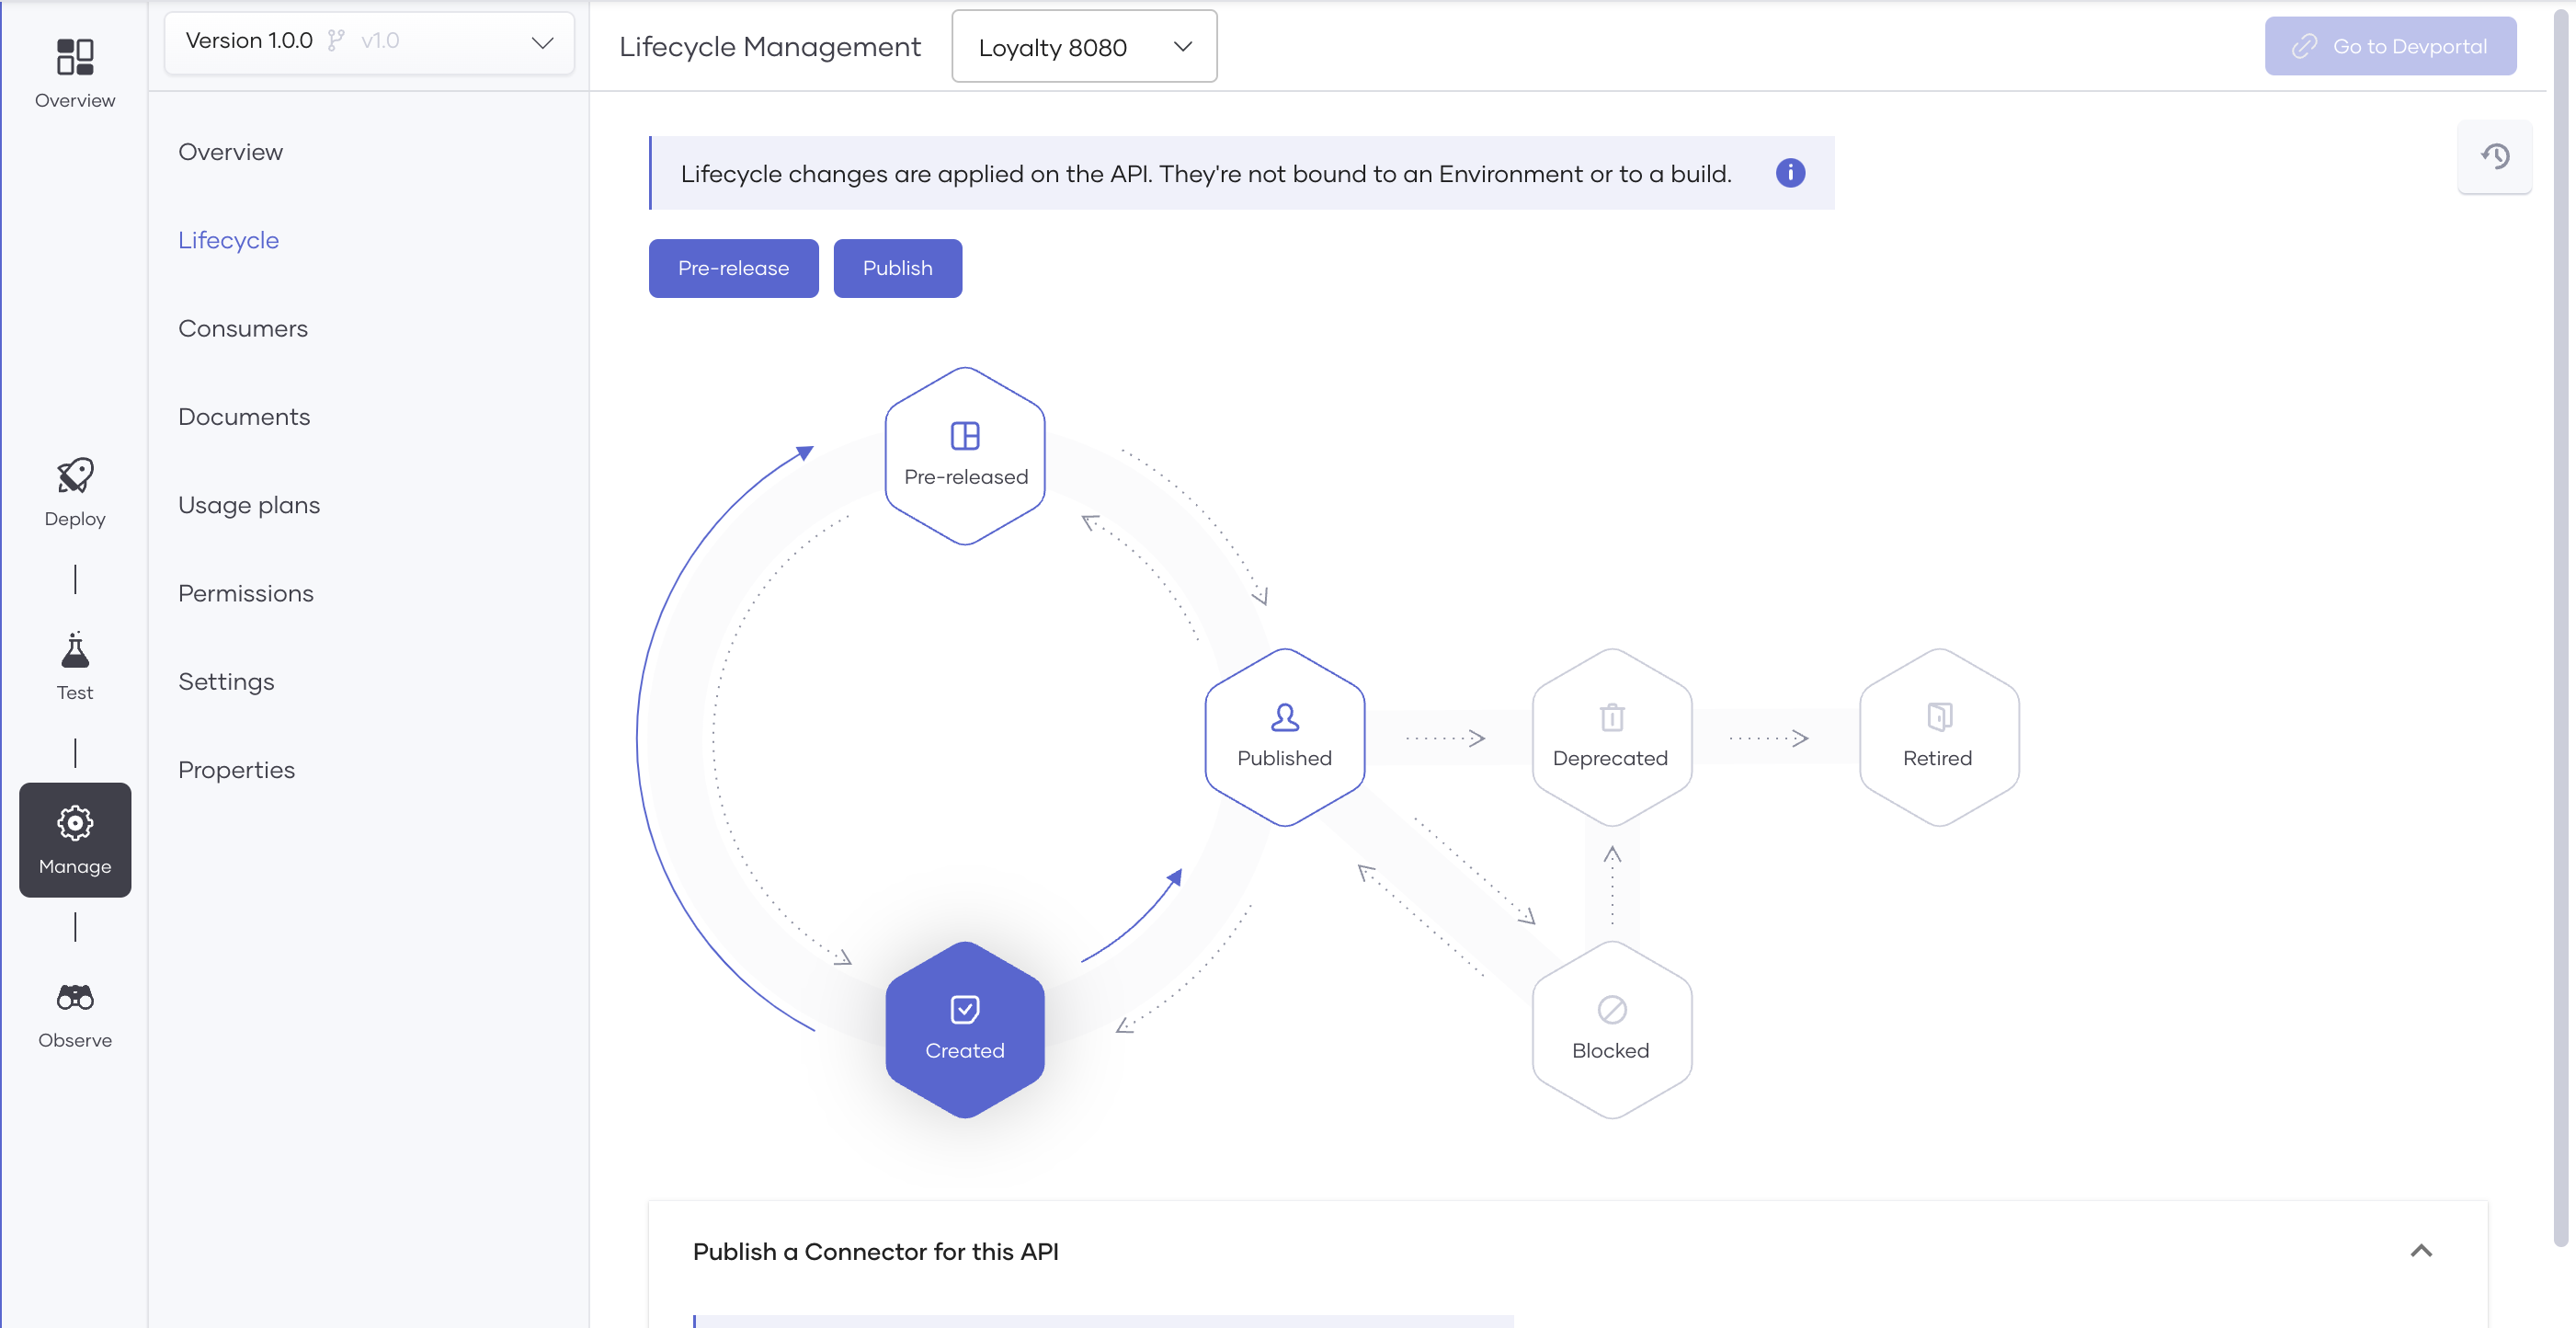 Overview
Deploy
Test
Manage
Observe
Version 1.0.0 v1.0
Overview
Lifecycle
Consumers
Documents
Usage plans
Permissions
Settings
Properties
Lifecycle Management
Loyalty 8080
Go to Devportal
Lifecycle changes are applied on the API. They're not bound to an Environment or to a build.
Pre-release
Publish
Pre-released
Published
Deprecated
Retired
Created
Blocked
Publish a Connector for this API